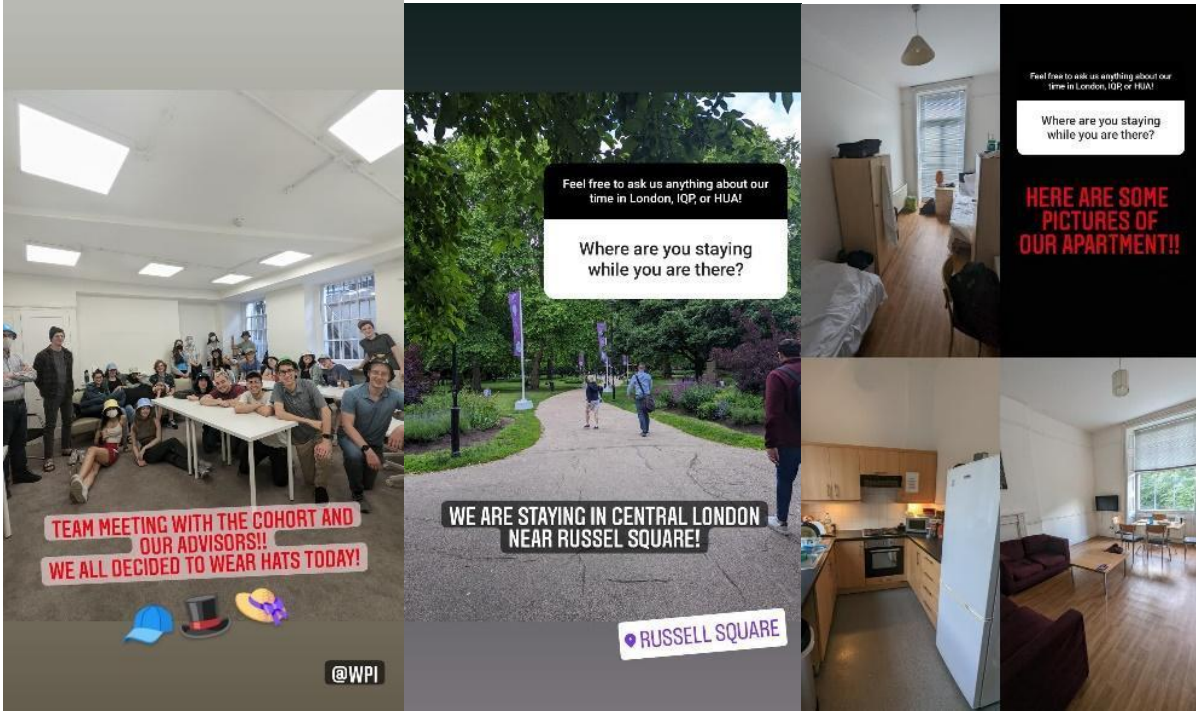 TEAM MEETING WITH THE COHORT AND
OUR ADVISORS!!
WE ALL DECIDED TO WEAR HATS TODAY!
@WPI
Feel free to ask us anything about our
time in London, IQP, or HUA!
Where are you staying
while you are there?
WE ARE STAYING IN CENTRAL LONDON
NEAR RUSSEL SQUARE!
RUSSELL SQUARE
Feel free to ask us anything about our
time in London, IQP, or HUA!
Where are you staying
while you are there?
HERE ARE SOME
PICTURES OF
OUR APARTMENT!!